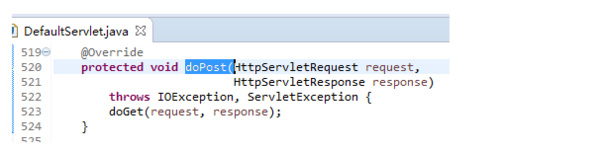 DefaultServlet.java
519 @Override
520 protected void doPost(HttpServletRequest request,
521 HttpServletResponse response)
522 throws IOException, ServletException {
523 doGet(request, response);
524 }
525